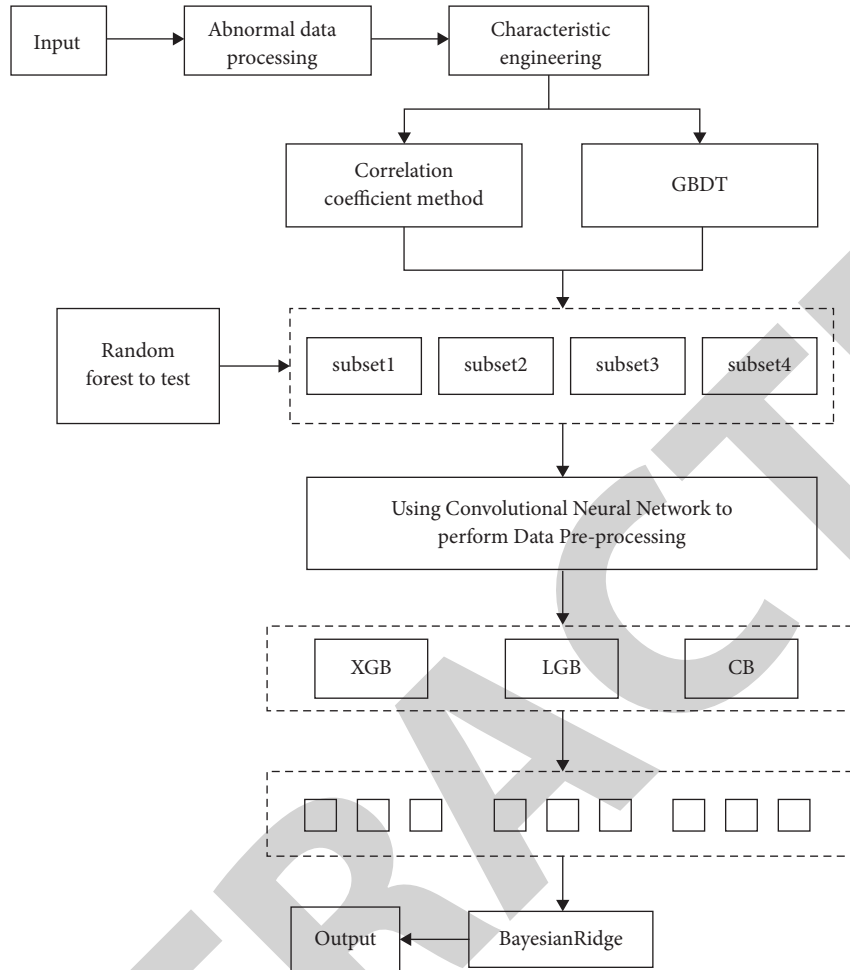 Input
Abnormal data
processing
Characteristic
engineering
Correlation
coefficient method
GBDT
Random
forest to test
subset1
subset2
subset3
subset4
Using Convolutional Neural Network to
perform Data Pre-processing
XGB
LGB
CB
Output
BayesianRidge